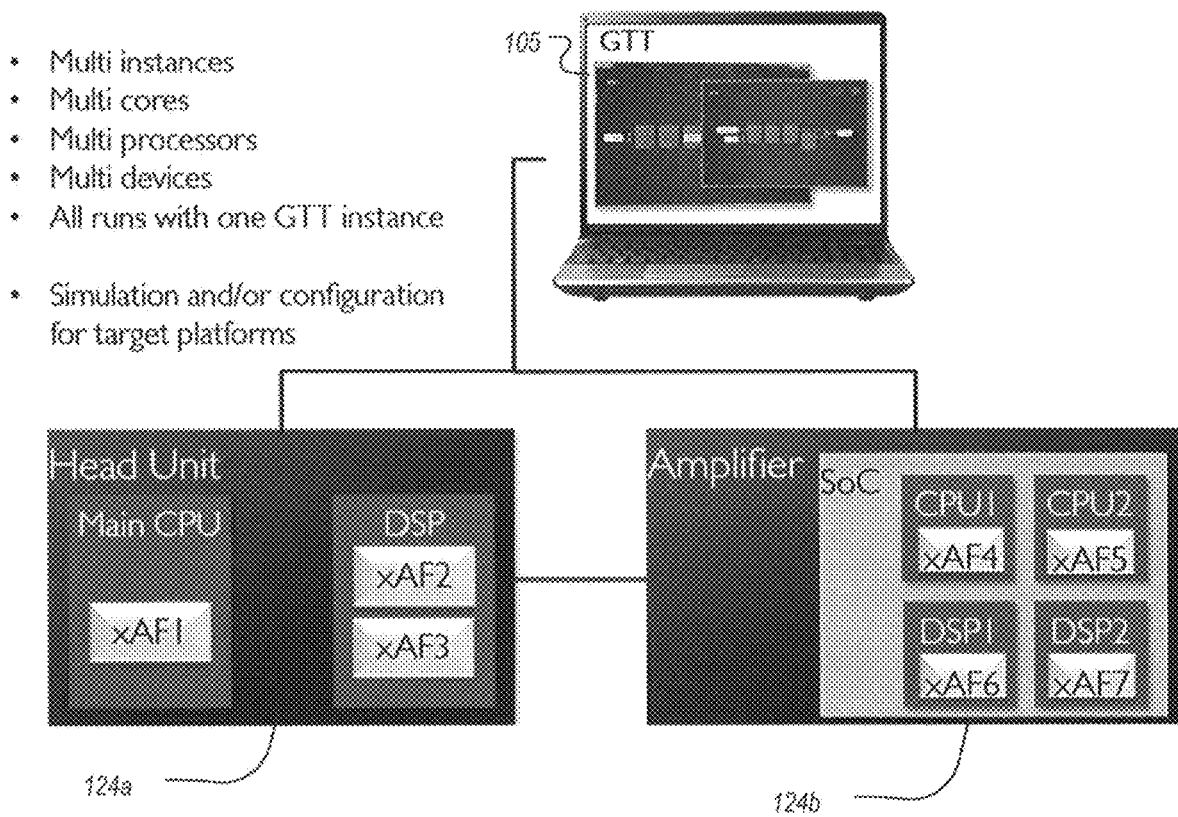 • Multi instances
• Multi cores
• Multi processors
• Multi devices
• All runs with one GTT instance
• Simulation and/or configuration
for target platforms
105
GTT
Head Unit
Main CPU
xAF1
DSP
xAF2
xAF3
Amplifier
SoC
CPU1
xAF4
CPU2
xAF5
DSP1
xAF6
DSP2
xAF7
124a
124b